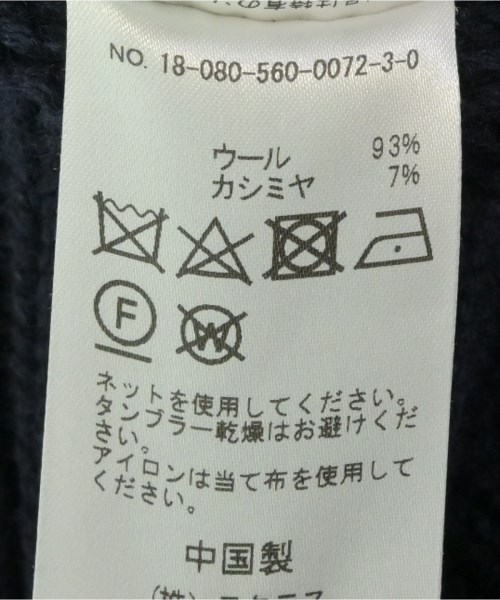 NO. 18-080-560-0072-3-0
ウール 93%
カシミヤ 7%
F
W
ネットを使用してください。
タンブラー乾燥はお避けくだ
さい。
アイロンは当て布を使用して
ください。
中国製